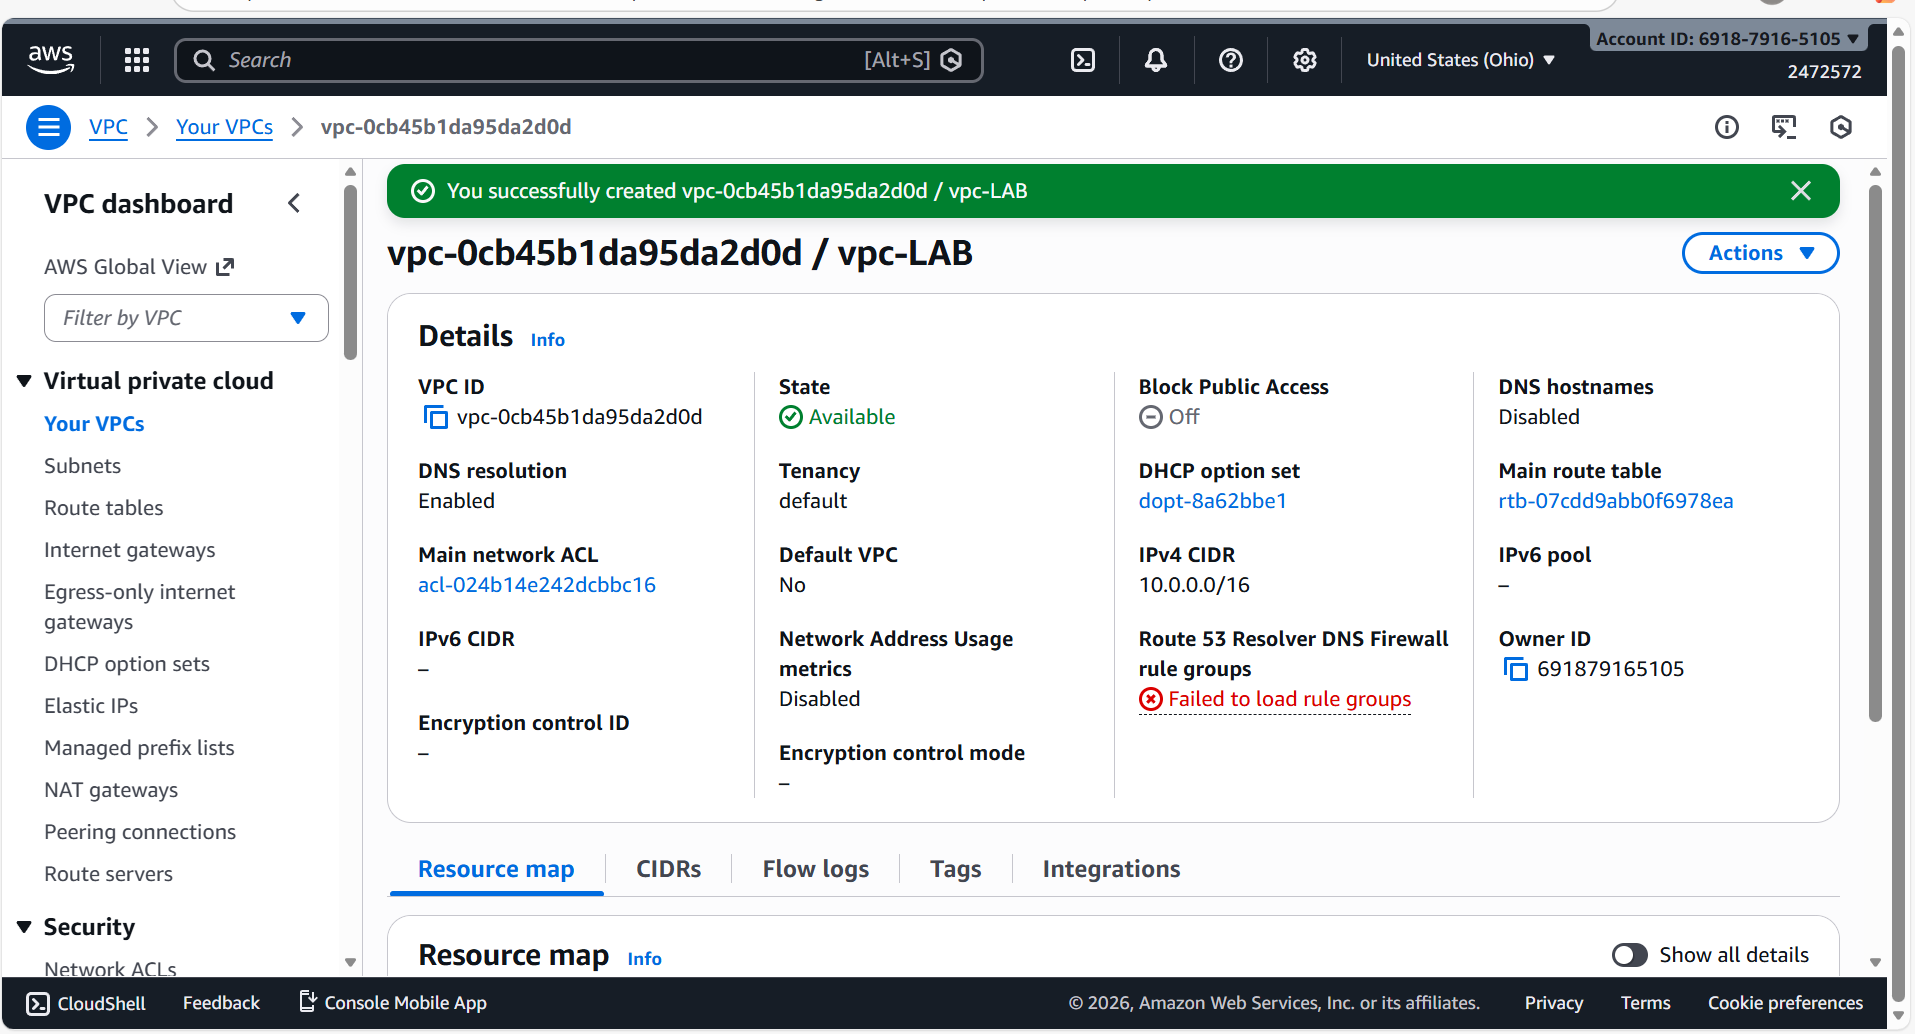 aws
Search
[Alt+S]
United States (Ohio)
Account ID: 6918-7916-5105
2472572
VPC
Your VPCs
vpc-0cb45b1da95da2d0d
VPC dashboard
AWS Global View
Filter by VPC
Virtual private cloud
Your VPCs
Subnets
Route tables
Internet gateways
Egress-only internet
gateways
DHCP option sets
Elastic IPs
Managed prefix lists
NAT gateways
Peering connections
Route servers
Security
Network ACLs
You successfully created vpc-0cb45b1da95da2d0d / vpc-LAB
vpc-0cb45b1da95da2d0d / vpc-LAB
Actions
Details Info
VPC ID
vpc-0cb45b1da95da2d0d
State
Available
Block Public Access
Off
DNS hostnames
Disabled
DNS resolution
Enabled
Tenancy
default
DHCP option set
dopt-8a62bbe1
Main route table
rtb-07cdd9abb0f6978ea
Main network ACL
acl-024b14e242dcbbc16
Default VPC
No
IPv4 CIDR
10.0.0.0/16
IPv6 pool
–
IPv6 CIDR
–
Network Address Usage
metrics
Disabled
Route 53 Resolver DNS Firewall
rule groups
Failed to load rule groups
Owner ID
691879165105
Encryption control ID
–
Encryption control mode
–
Resource map
CIDRs
Flow logs
Tags
Integrations
Resource map Info
Show all details
CloudShell
Feedback
Console Mobile App
© 2026, Amazon Web Services, Inc. or its affiliates.
Privacy
Terms
Cookie preferences